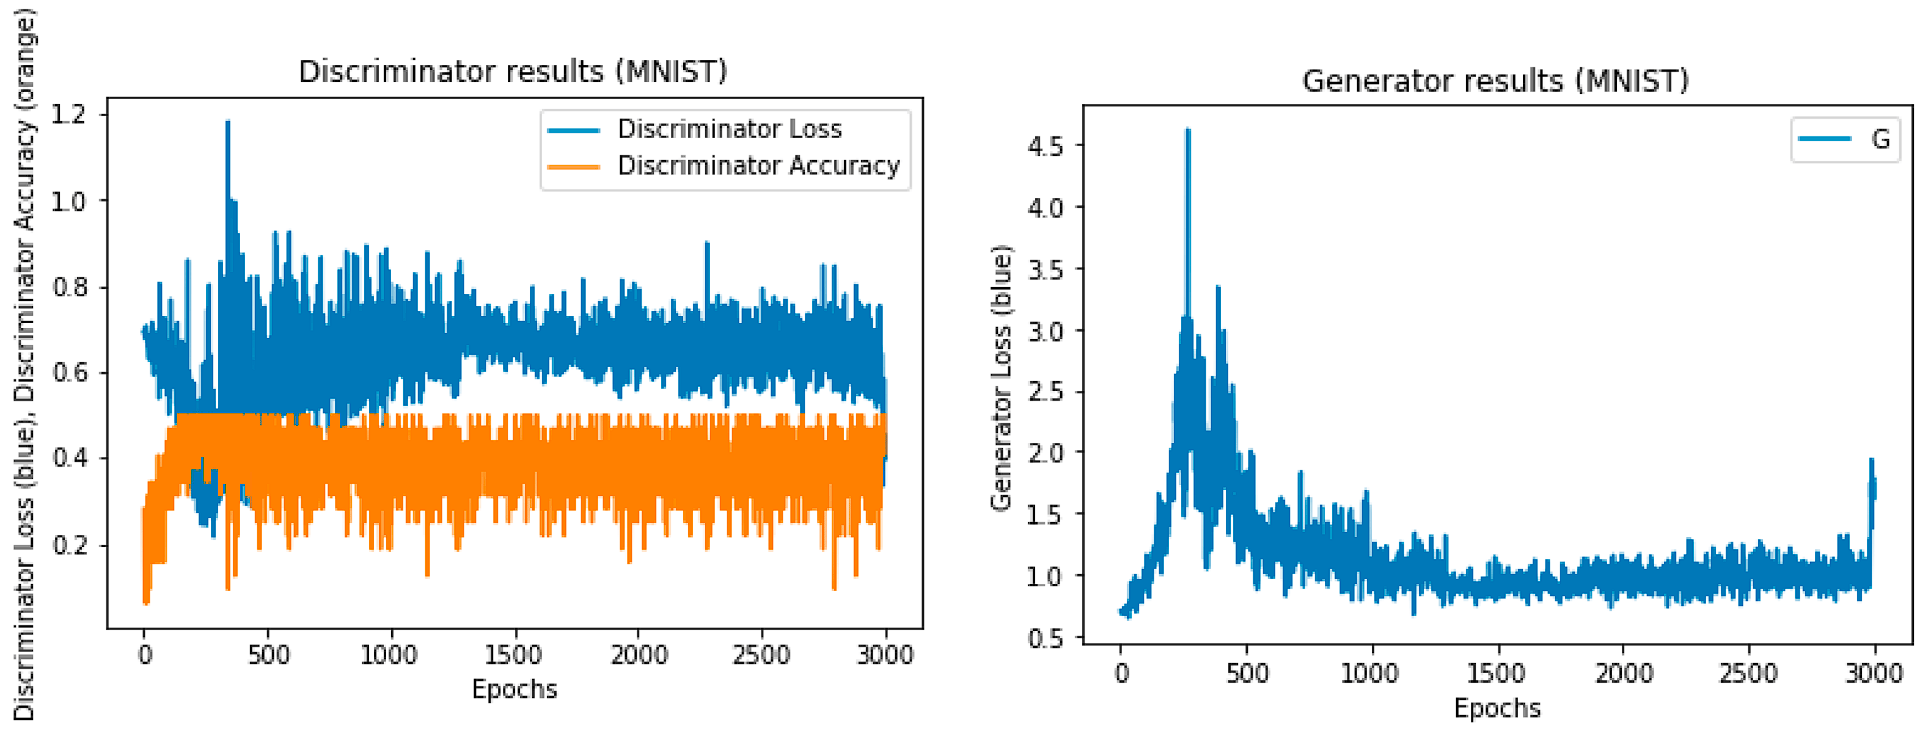 Discriminator results (MNIST)
Discriminator Loss (blue), Discriminator Accuracy (orange)
1.2
1.0
0.8
0.6
0.4
0.2
Discriminator Loss
Discriminator Accuracy
0 500 1000 1500 2000 2500 3000
Epochs
Generator results (MNIST)
Generator Loss (blue)
4.5
4.0
3.5
3.0
2.5
2.0
1.5
1.0
0.5
G
0 500 1000 1500 2000 2500 3000
Epochs